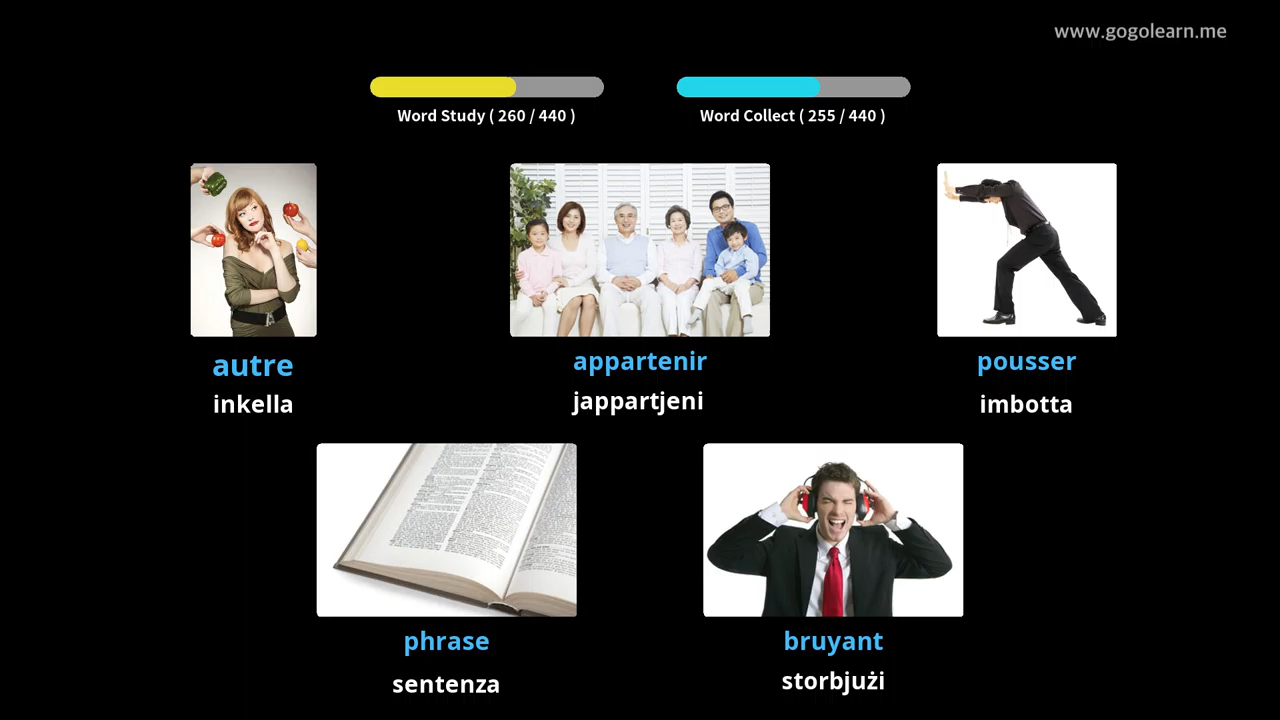 www.gogolearn.me
Word Study ( 260 / 440 )
Word Collect ( 255 / 440 )
autre
inkella
appartenir
jappartjeni
pousser
imbotta
phrase
sentenza
bruyant
storbjużi